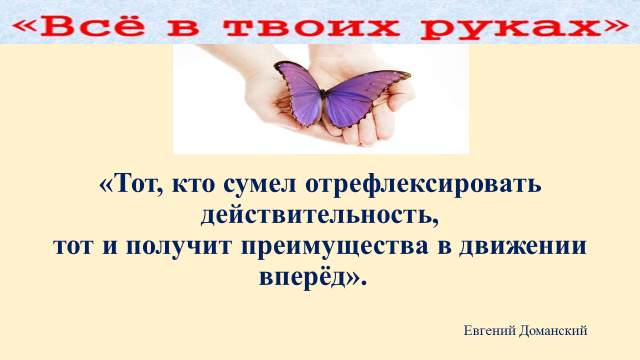 «Всё в твоих руках»
«Тот, кто сумел отрефлексировать
действительность,
тот и получит преимущества в движении
вперёд».
Евгений Доманский